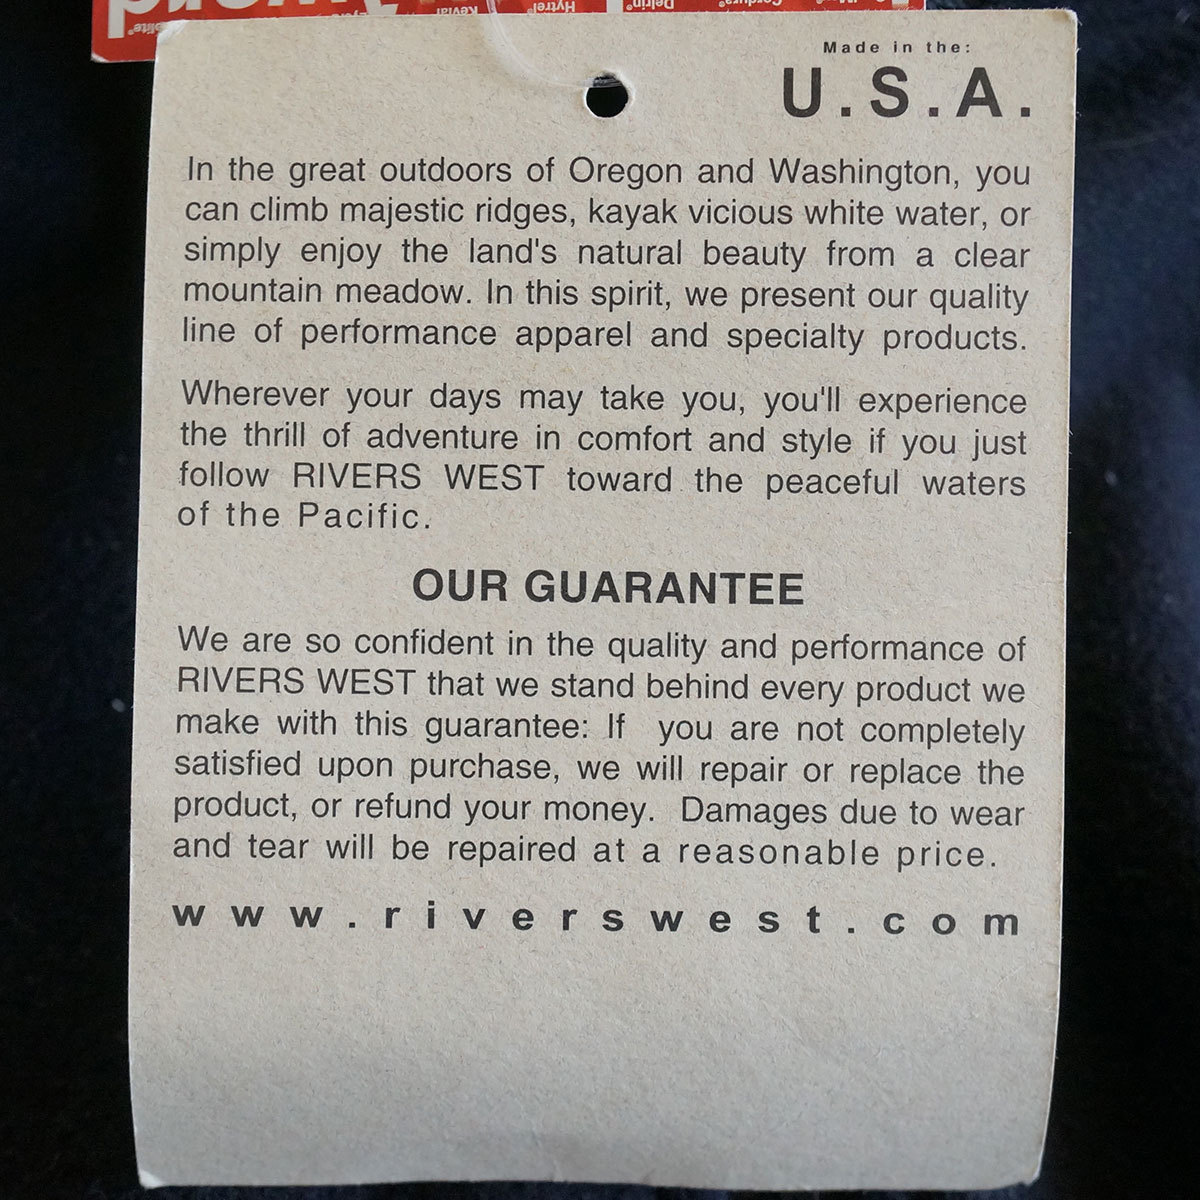 Kevlar® Hytrel® Delrin® Cordura®
Made in the:
U.S.A.
In the great outdoors of Oregon and Washington, you
can climb majestic ridges, kayak vicious white water, or
simply enjoy the land's natural beauty from a clear
mountain meadow. In this spirit, we present our quality
line of performance apparel and specialty products.
Wherever your days may take you, you'll experience
the thrill of adventure in comfort and style if you just
follow RIVERS WEST toward the peaceful waters
of the Pacific.
OUR GUARANTEE
We are so confident in the quality and performance of
RIVERS WEST that we stand behind every product we
make with this guarantee: If you are not completely
satisfied upon purchase, we will repair or replace the
product, or refund your money. Damages due to wear
and tear will be repaired at a reasonable price.
www.riverswest.com